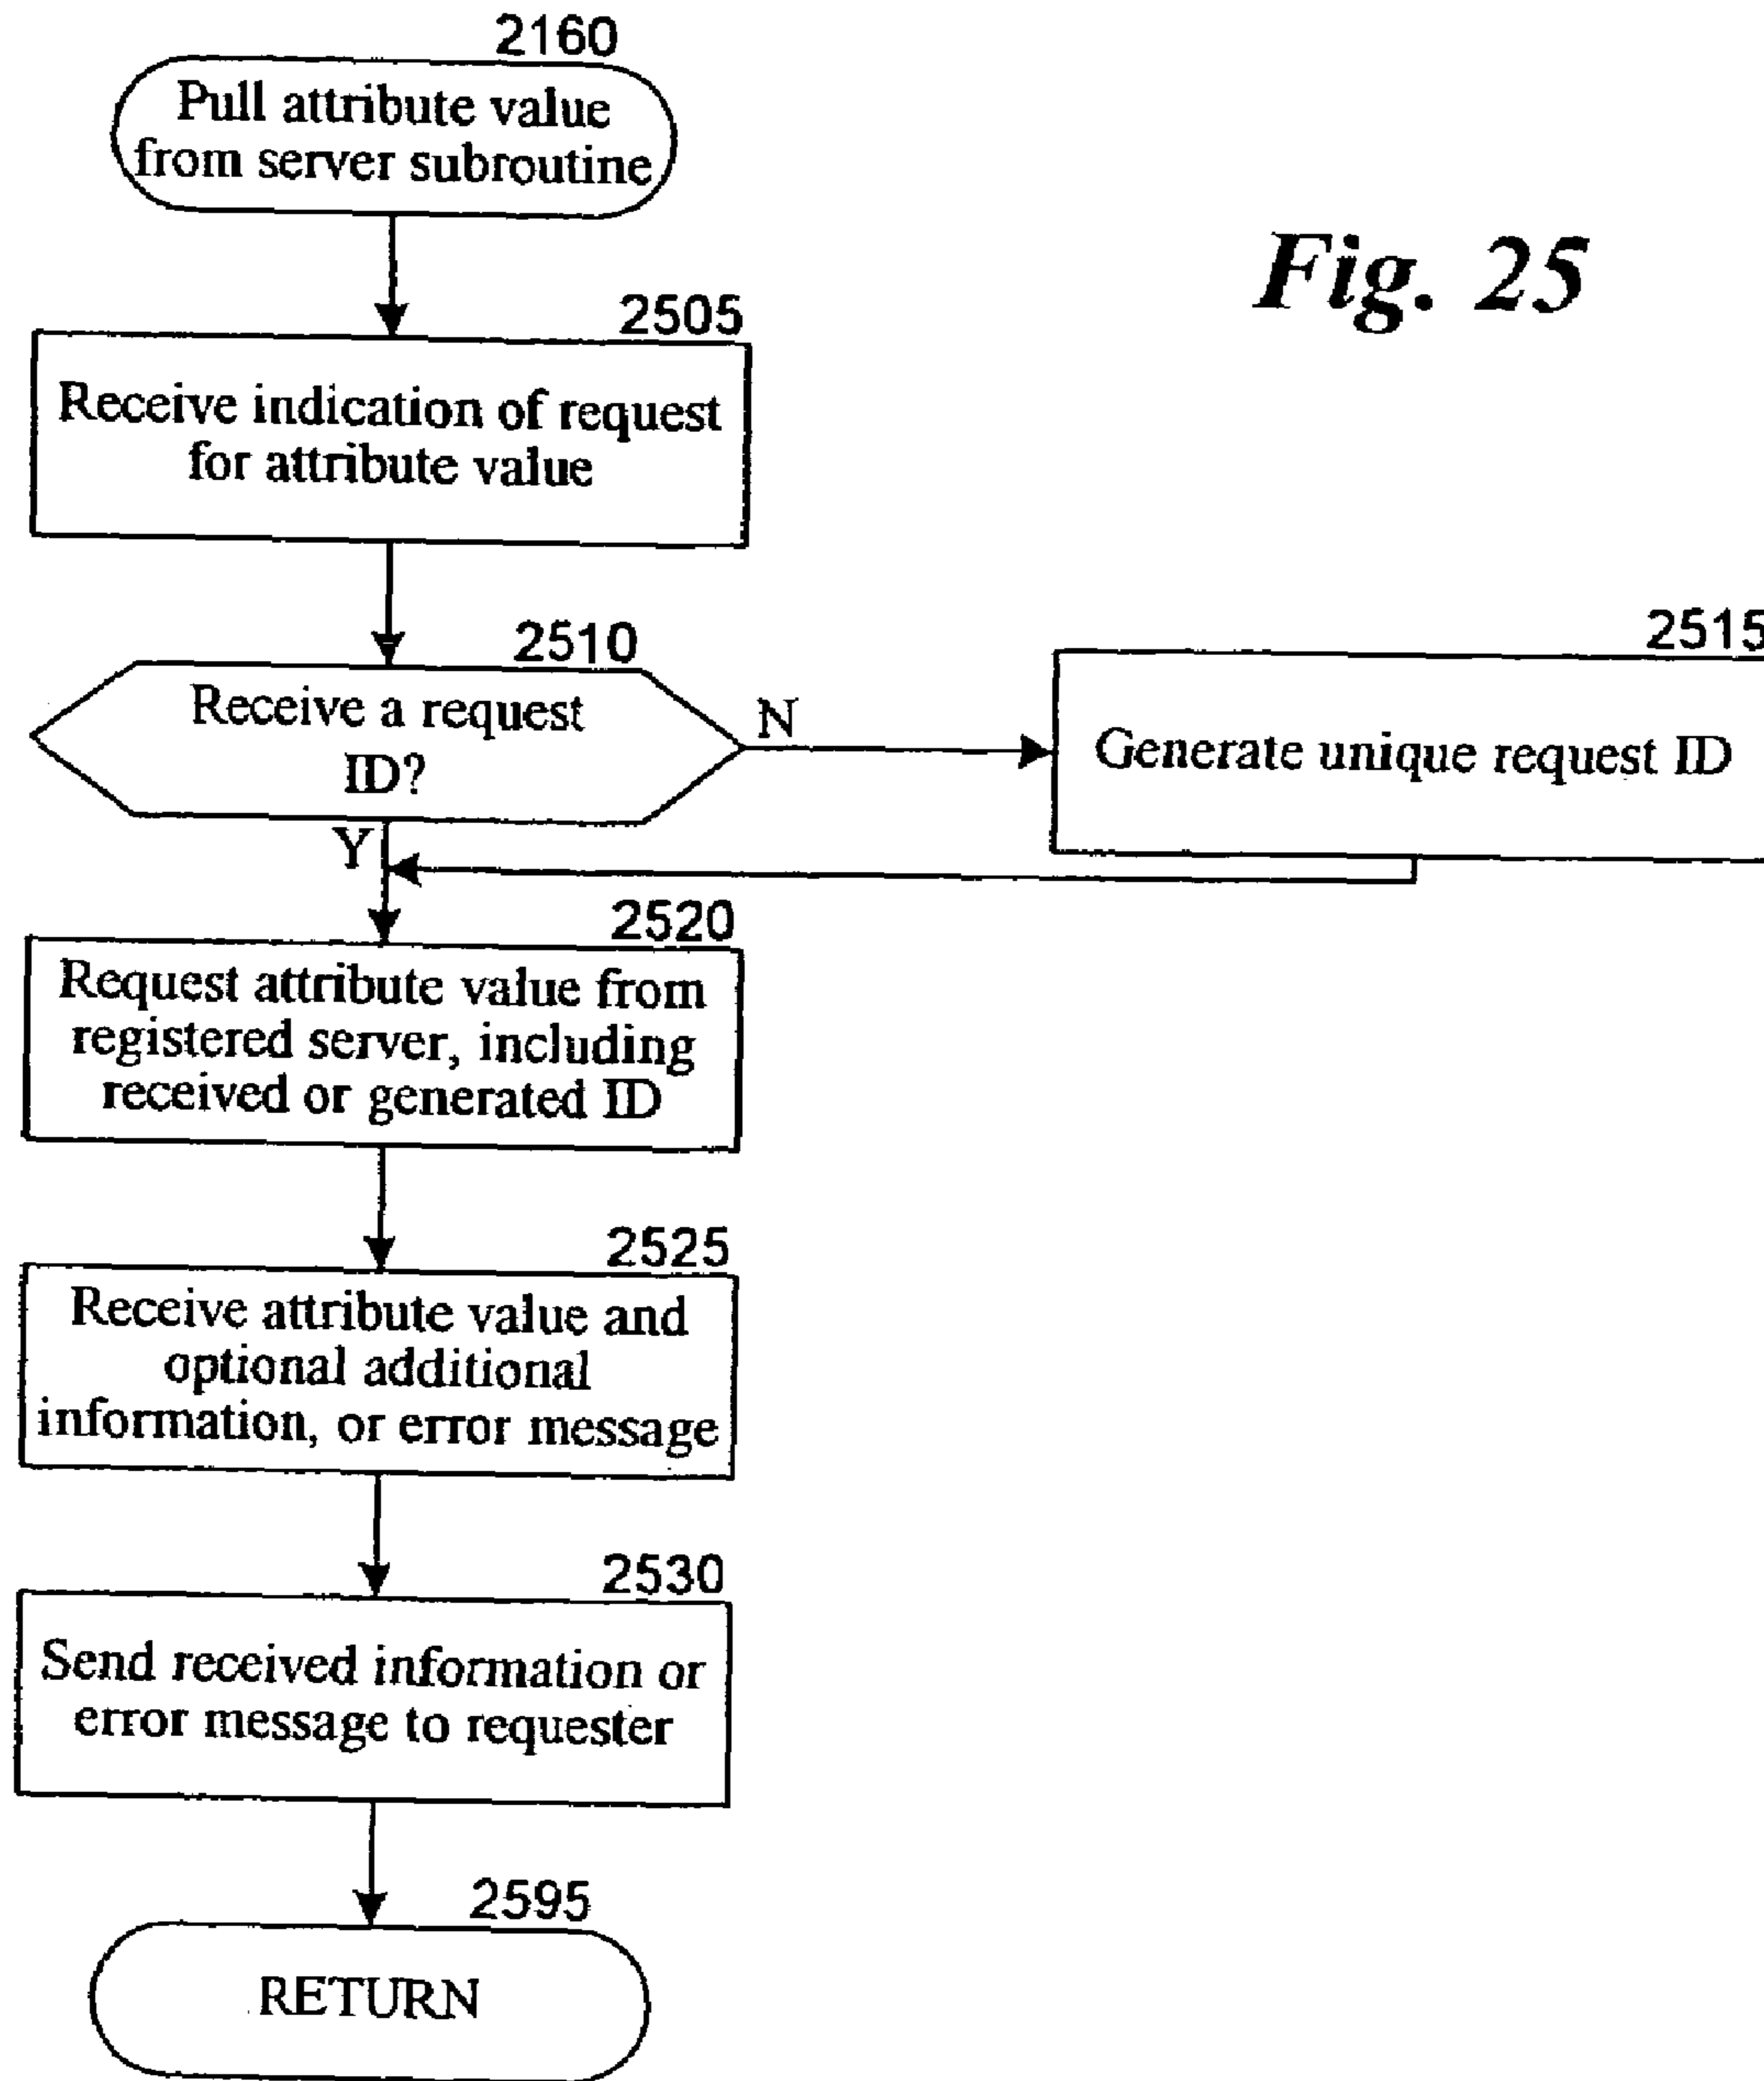 2160
Pull attribute value
from server subroutine
Fig. 25
2505
Receive indication of request
for attribute value
2510
Receive a request
ID?
N
2515
Generate unique request ID
Y
2520
Request attribute value from
registered server, including
received or generated ID
2525
Receive attribute value and
optional additional
information, or error message
2530
Send received information or
error message to requester
2595
RETURN